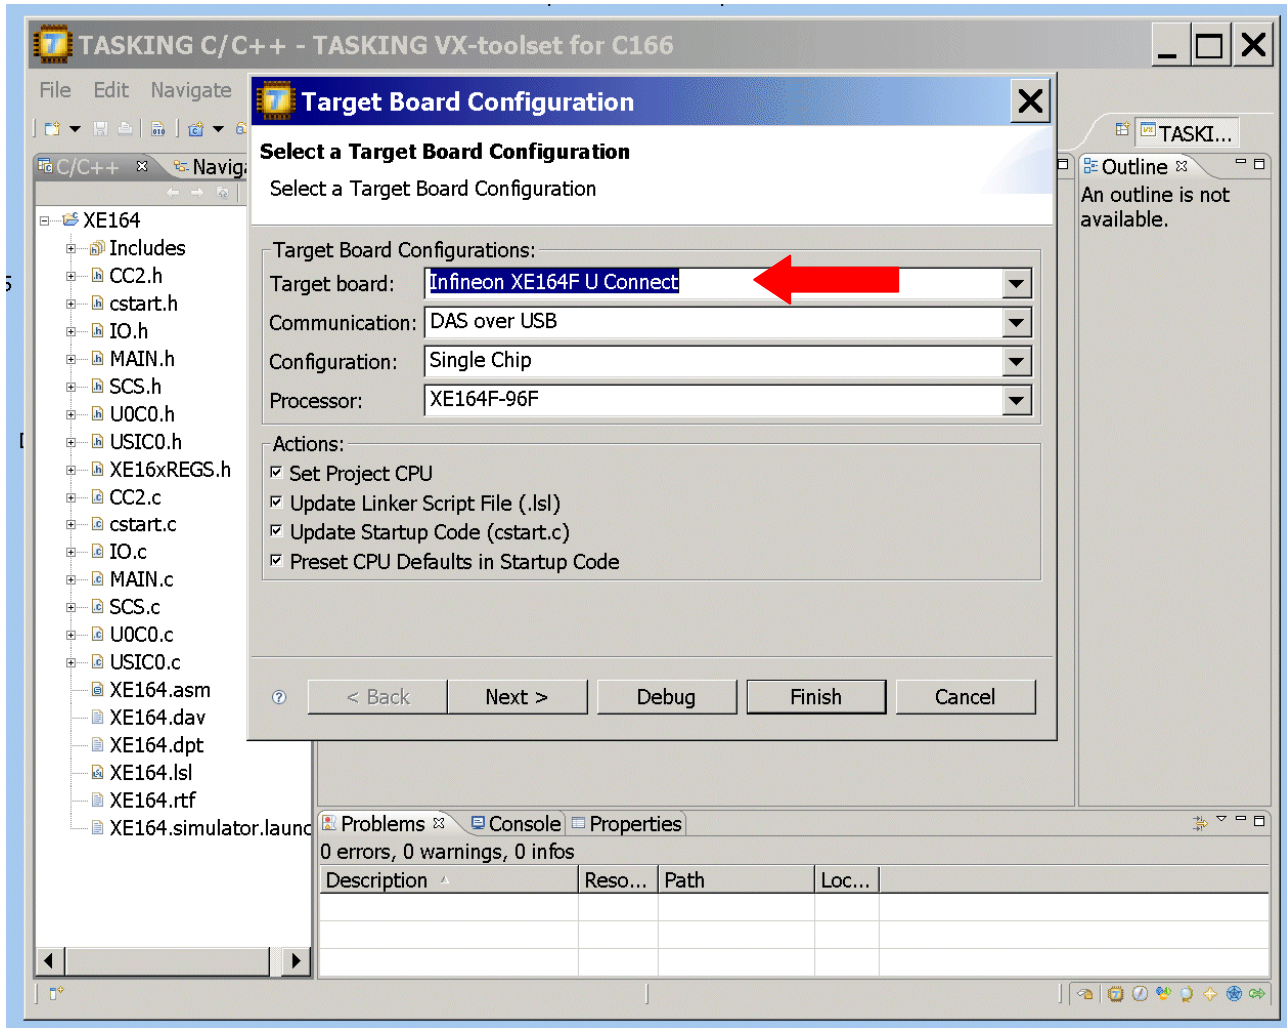 TASKING C/C++ - TASKING VX-toolset for C166
File Edit Navigate
Target Board Configuration
Select a Target Board Configuration
Select a Target Board Configuration
TASKI...
C/C++
Naviga
Outline
An outline is not
available.
XE164
Includes
CC2.h
cstart.h
IO.h
MAIN.h
SCS.h
U0C0.h
USIC0.h
XE16xREGS.h
CC2.c
cstart.c
IO.c
MAIN.c
SCS.c
U0C0.c
USIC0.c
XE164.asm
XE164.dav
XE164.dpt
XE164.lsl
XE164.rtf
XE164.simulator.launc
Target Board Configurations:
Target board: Infineon XE164F U Connect
Communication: DAS over USB
Configuration: Single Chip
Processor: XE164F-96F
Actions:
Set Project CPU
Update Linker Script File (.lsl)
Update Startup Code (cstart.c)
Preset CPU Defaults in Startup Code
< Back Next > Debug Finish Cancel
Problems Console Properties
0 errors, 0 warnings, 0 infos
Description Reso... Path Loc...